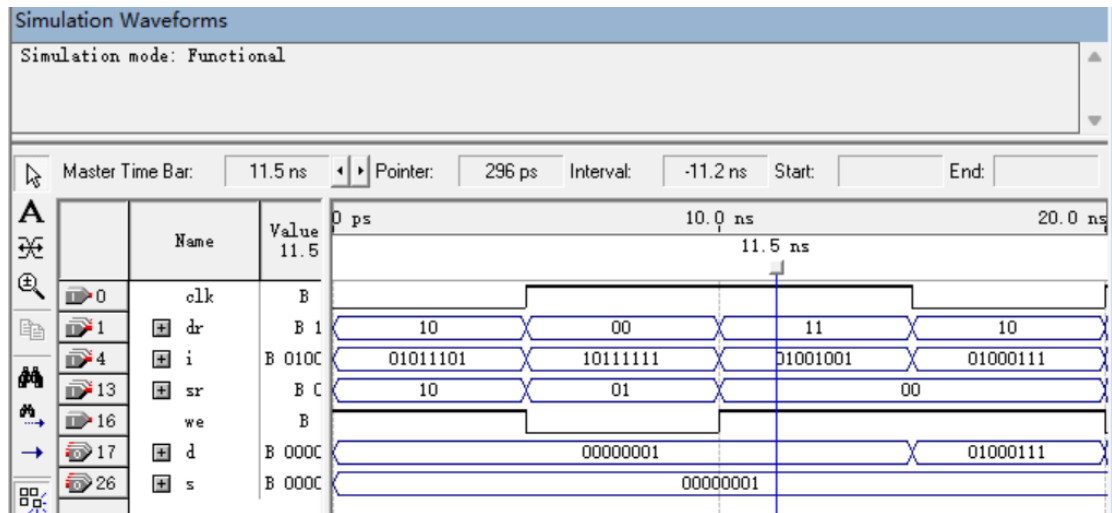 Simulation Waveforms
Simulation mode: Functional
Master Time Bar: 11.5 ns Pointer: 296 ps Interval: -11.2 ns Start: End:
Name Value 11.5 0 ps 10.0 ns 20.0 ns
11.5 ns
0 clk B
1 dr B 1 10 00 11 10
4 i B 0100 01011101 10111111 01001001 01000111
13 sr B 0 10 01 00
16 we B
17 d B 0000 00000001 01000111
26 s B 0000 00000001